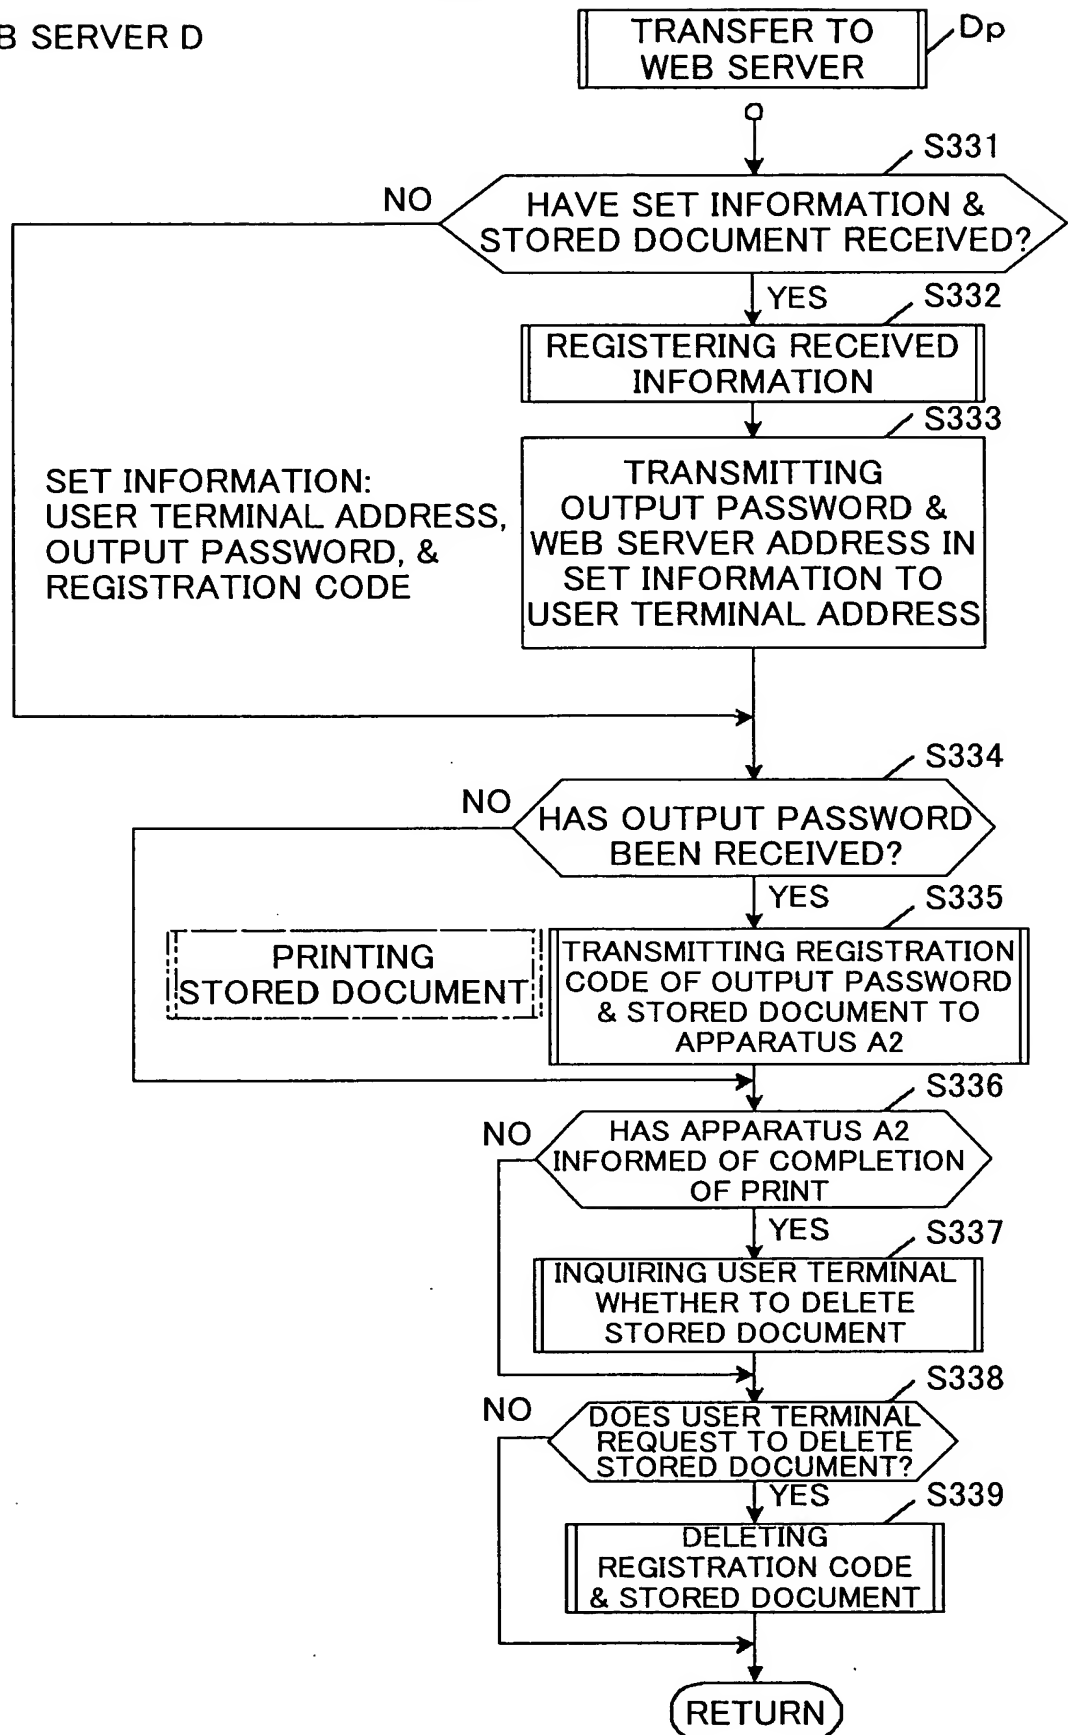 B SERVER D
TRANSFER TO
WEB SERVER
Dp
S331
NO
HAVE SET INFORMATION &
STORED DOCUMENT RECEIVED?
YES
S332
REGISTERING RECEIVED
INFORMATION
S333
SET INFORMATION:
USER TERMINAL ADDRESS,
OUTPUT PASSWORD, &
REGISTRATION CODE
TRANSMITTING
OUTPUT PASSWORD &
WEB SERVER ADDRESS IN
SET INFORMATION TO
USER TERMINAL ADDRESS
S334
NO
HAS OUTPUT PASSWORD
BEEN RECEIVED?
YES
S335
PRINTING
STORED DOCUMENT
TRANSMITTING REGISTRATION
CODE OF OUTPUT PASSWORD
& STORED DOCUMENT TO
APPARATUS A2
S336
NO
HAS APPARATUS A2
INFORMED OF COMPLETION
OF PRINT
YES
S337
INQUIRING USER TERMINAL
WHETHER TO DELETE
STORED DOCUMENT
S338
NO
DOES USER TERMINAL
REQUEST TO DELETE
STORED DOCUMENT?
YES
S339
DELETING
REGISTRATION CODE
& STORED DOCUMENT
RETURN